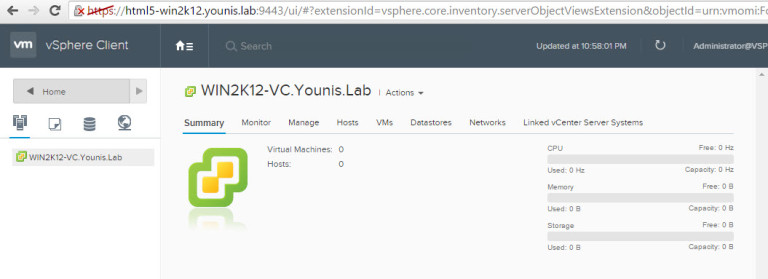 https://html5-win2k12.younis.lab:9443/ui/#?extensionId=vsphere.core.inventory.serverObjectViewsExtension&objectId=urn:vmomi:Fo
vm vSphere Client Search Updated at 10:58:01 PM Administrator@VSP
Home
WIN2K12-VC.Younis.Lab Actions
Summary Monitor Manage Hosts VMs Datastores Networks Linked vCenter Server Systems
WIN2K12-VC.Younis.Lab
Virtual Machines: 0
Hosts: 0
CPU Free: 0 Hz
Used: 0 Hz Capacity: 0 Hz
Memory Free: 0 B
Used: 0 B Capacity: 0 B
Storage Free: 0 B
Used: 0 B Capacity: 0 B